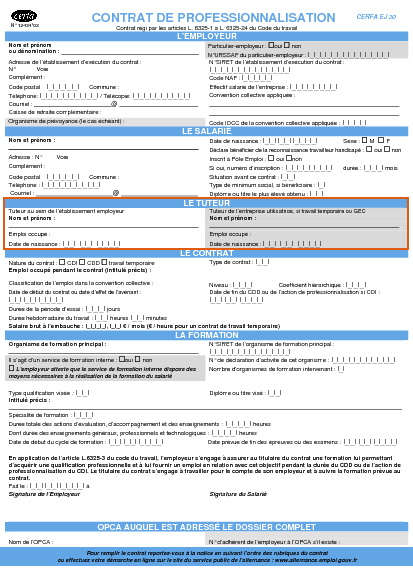 cerfa
N° 12434*02
CONTRAT DE PROFESSIONNALISATION
CERFA EJ 20
Contrat régi par les articles L. 6325-1 à L. 6325-24 du Code du travail
L'EMPLOYEUR
Nom et prénom
ou dénomination :
Particulier-employeur : oui non
N°URSSAF du particulier-employeur :
Adresse de l'établissement d'exécution du contrat :
N° Voie
Complément :
Code postal Commune :
Téléphone : Télécopie :
Courriel : @
Caisse de retraite complémentaire :
Organisme de prévoyance (le cas échéant) :
N°SIRET de l'établissement d'exécution du contrat :
Code NAF :
Effectif salarié de l'entreprise :
Convention collective appliquée :
Code IDCC de la convention collective appliquée :
LE SALARIÉ
Nom et prénom :
Adresse : N° Voie
Complément :
Code postal Commune :
Téléphone :
Courriel : @
Date de naissance : Sexe : M F
Déclare bénéficier de la reconnaissance travailleur handicapé : oui non
Inscrit à Pôle Emploi : oui non
Si oui, numéro d'inscription : durée : mois
Situation avant ce contrat :
Type de minimum social, si bénéficiaire :
Diplôme ou titre le plus élevé obtenu :
LE TUTEUR
Tuteur au sein de l'établissement employeur
Nom et prénom :
Emploi occupé :
Date de naissance :
Tuteur de l'entreprise utilisatrice, si travail temporaire ou GEC
Nom et prénom :
Emploi occupé :
Date de naissance :
LE CONTRAT
Nature du contrat : CDI CDD travail temporaire
Type de contrat :
Emploi occupé pendant le contrat (intitulé précis) :
Classification de l'emploi dans la convention collective :
Niveau : Coefficient hiérarchique :
Date de début du contrat ou date d'effet de l'avenant :
Date de fin du CDD ou de l'action de professionnalisation si CDI :
Durée de la période d'essai : jours
Durée hebdomadaire du travail : heures minutes
Salaire brut à l'embauche : € / mois (€ / heure pour un contrat de travail temporaire)
LA FORMATION
Organisme de formation principal :
N°SIRET de l'organisme de formation principal :
Il s'agit d'un service de formation interne : oui non
L'employeur atteste que le service de formation interne dispose des
moyens nécessaires à la réalisation de la formation du salarié
N° de déclaration d'activité de cet organisme :
Nombre d'organismes de formation intervenant :
Type qualification visée :
Diplôme ou titre visé :
Intitulé précis :
Spécialité de formation :
Durée totale des actions d'évaluation, d'accompagnement et des enseignements : heures
Dont durée des enseignements généraux, professionnels et technologiques : heures
Date de début du cycle de formation :
Date prévue de fin des épreuves ou des examens :
En application de l'article L.6325-3 du code du travail, l'employeur s'engage à assurer au titulaire du contrat une formation lui permettant
d'acquérir une qualification professionnelle et à lui fournir un emploi en relation avec cet objectif pendant la durée du CDD ou de l'action de
professionnalisation du CDI. Le titulaire du contrat s'engage à travailler pour le compte de son employeur et à suivre la formation prévue au
contrat.
Fait le : à
Signature de l'Employeur
Signature du Salarié
OPCA AUQUEL EST ADRESSÉ LE DOSSIER COMPLET
Nom de l'OPCA :
N° d'adhérent de l'employeur à l'OPCA s'il existe :
Pour remplir le contrat reportez-vous à la notice en suivant l'ordre des rubriques du contrat
ou effectuez votre démarche en ligne sur le site du service public de l'alternance : www.alternance.emploi.gouv.fr